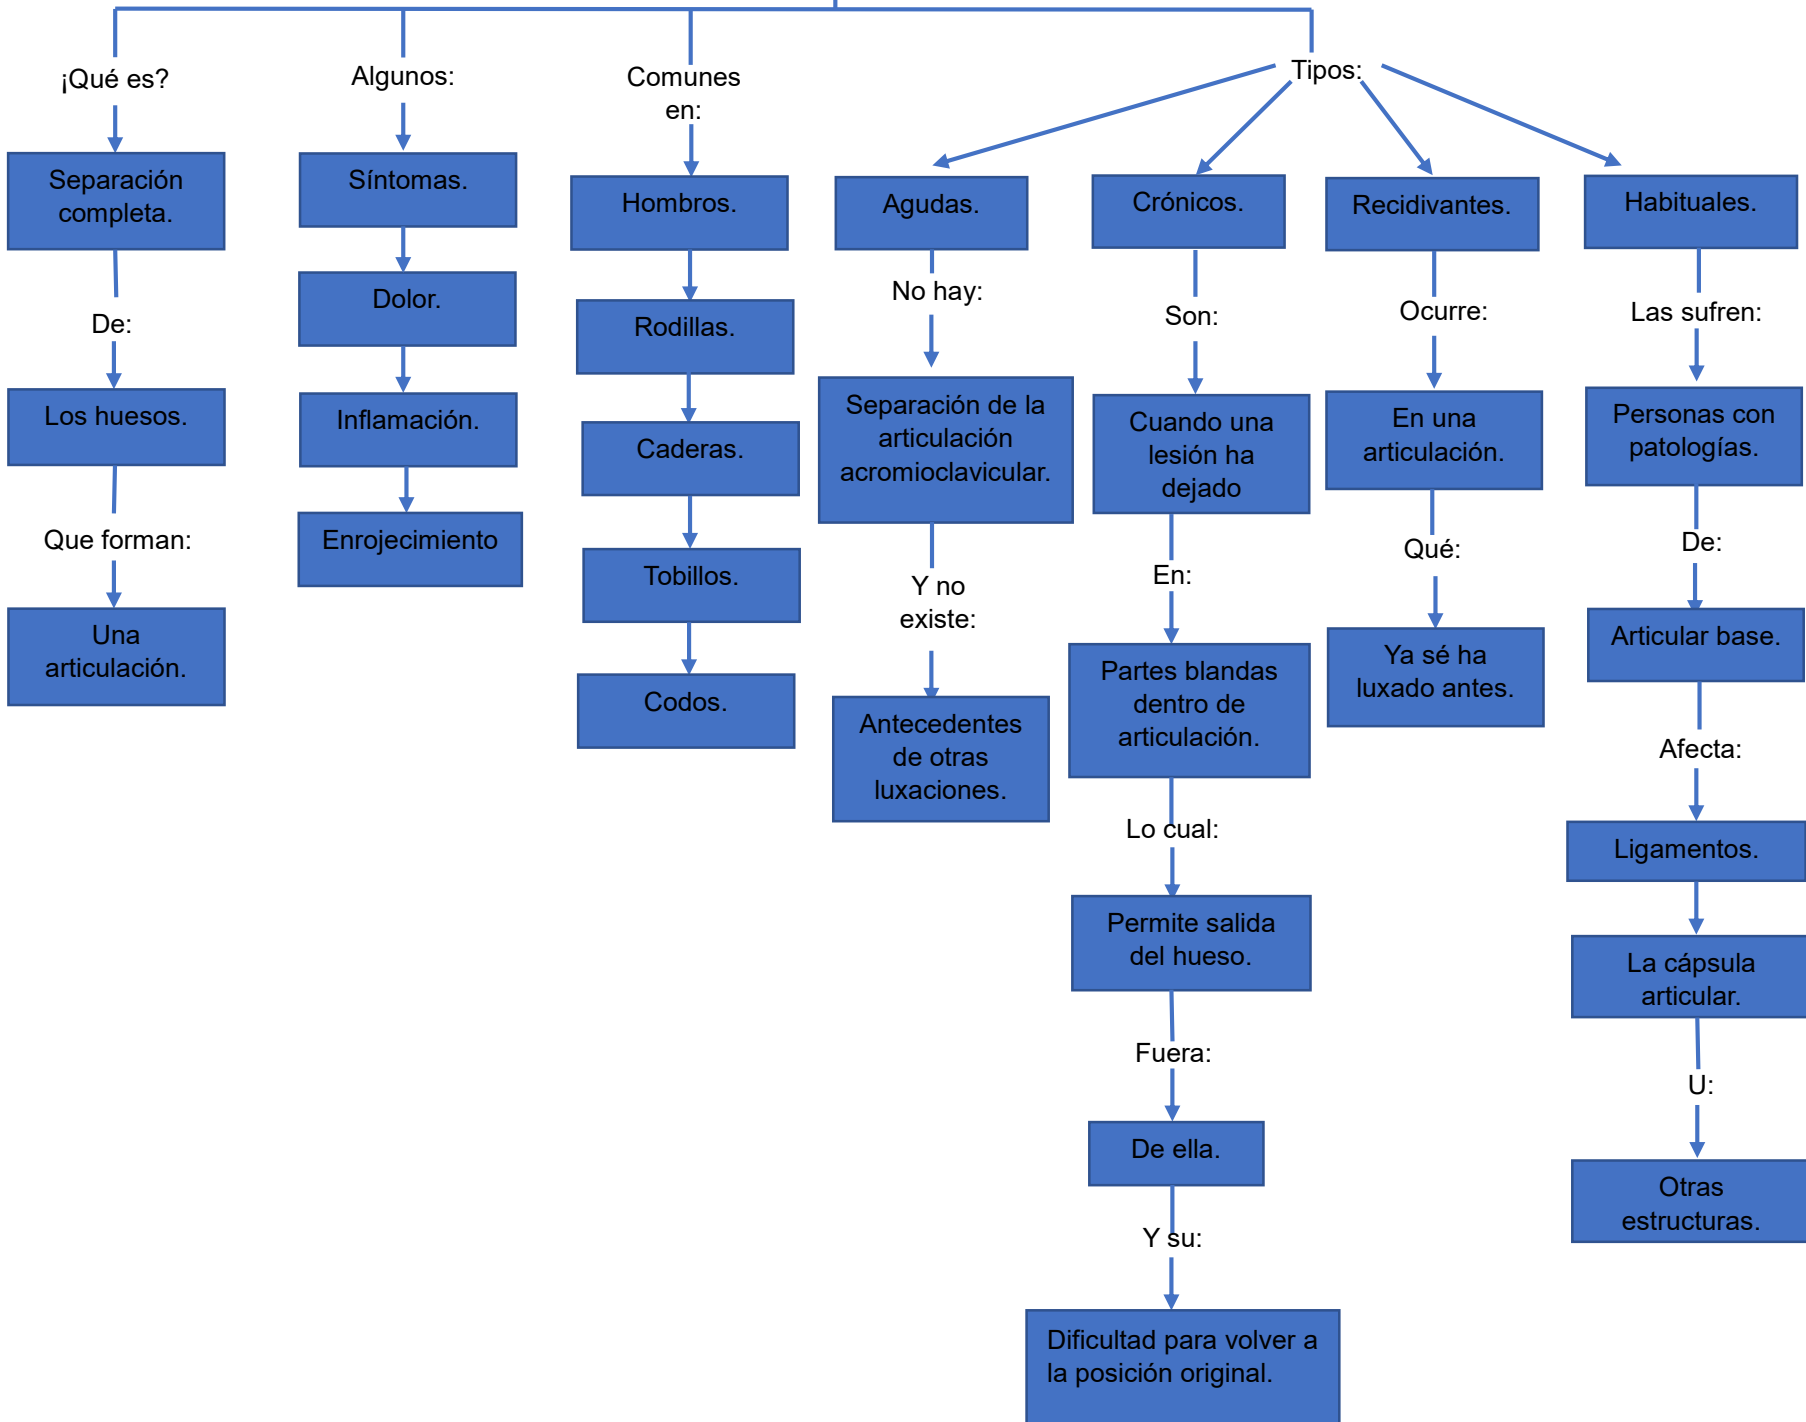 ¡Qué es?
Separación
completa.
De:
Los huesos.
Que forman:
Una
articulación.
Algunos:
Síntomas.
Dolor.
Inflamación.
Enrojecimiento
Comunes
en:
Hombros.
Rodillas.
Caderas.
Tobillos.
Codos.
Tipos:
Agudas.
No hay:
Separación de la
articulación
acromioclavicular.
Y no
existe:
Antecedentes
de otras
luxaciones.
Crónicos.
Son:
Cuando una
lesión ha
dejado
En:
Partes blandas
dentro de
articulación.
Lo cual:
Permite salida
del hueso.
Fuera:
De ella.
Y su:
Dificultad para volver a
la posición original.
Recidivantes.
Ocurre:
En una
articulación.
Qué:
Ya sé ha
luxado antes.
Habituales.
Las sufren:
Personas con
patologías.
De:
Articular base.
Afecta:
Ligamentos.
La cápsula
articular.
U:
Otras
estructuras.